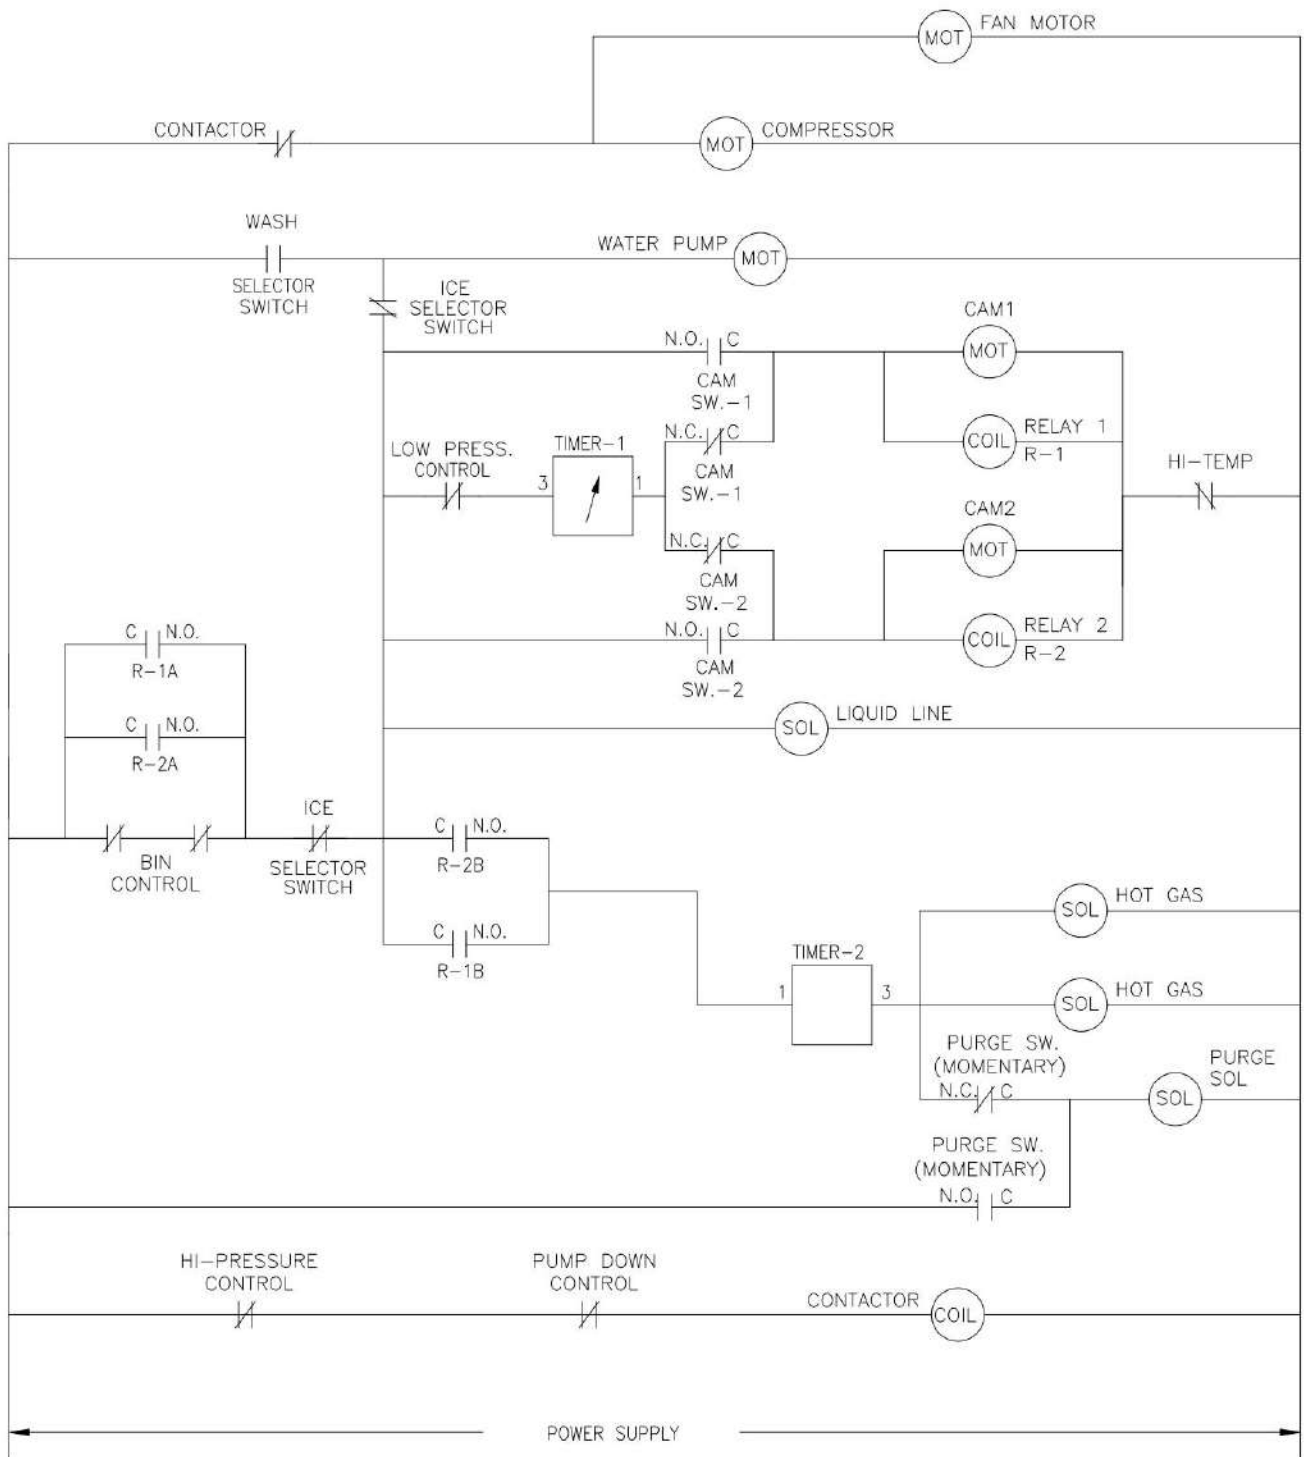 FAN MOTOR
MOT
CONTACTOR
COMPRESSOR
MOT
WASH
SELECTOR
SWITCH
WATER PUMP
MOT
ICE
SELECTOR
SWITCH
CAM1
MOT
N.O. C
CAM
SW.-1
LOW PRESS.
CONTROL
TIMER-1
3
1
N.C. C
CAM
SW.-1
COIL
RELAY 1
R-1
HI-TEMP
CAM2
MOT
N.C. C
CAM
SW.-2
N.O. C
CAM
SW.-2
COIL
RELAY 2
R-2
C N.O.
R-1A
C N.O.
R-2A
SOL
LIQUID LINE
BIN
CONTROL
ICE
SELECTOR
SWITCH
C N.O.
R-2B
C N.O.
R-1B
TIMER-2
1
3
SOL
HOT GAS
SOL
HOT GAS
PURGE SW.
(MOMENTARY)
N.C. C
SOL
PURGE
SOL
PURGE SW.
(MOMENTARY)
N.O. C
HI-PRESSURE
CONTROL
PUMP DOWN
CONTROL
CONTACTOR
COIL
POWER SUPPLY